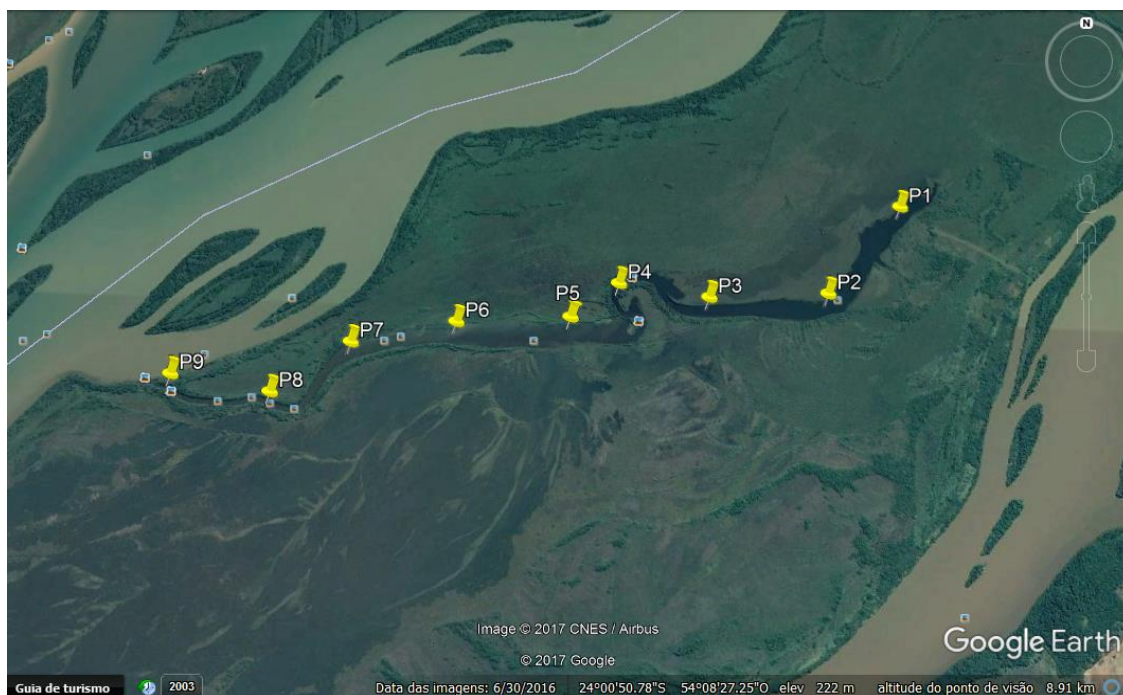 N
P1
P4
P3
P2
P5
P6
P7
P9
P8
Image © 2017 CNES / Airbus
© 2017 Google
Google Earth
Guia de turismo
2003
Data das imagens: 6/30/2016 24°00'50.78"S 54°08'27.25"O elev 222 m altitude do ponto de visão 8.91 km